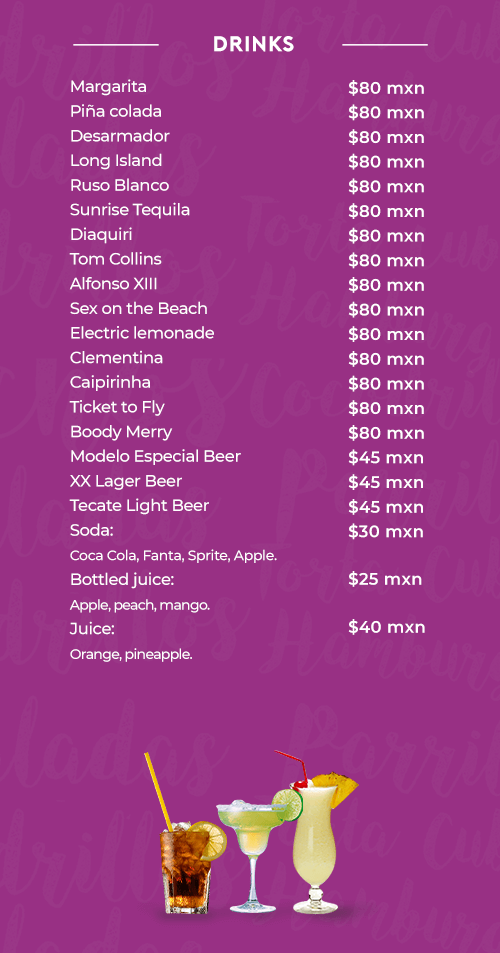 DRINKS
Margarita $80 mxn
Piña colada $80 mxn
Desarmador $80 mxn
Long Island $80 mxn
Ruso Blanco $80 mxn
Sunrise Tequila $80 mxn
Diaquiri $80 mxn
Tom Collins $80 mxn
Alfonso XIII $80 mxn
Sex on the Beach $80 mxn
Electric lemonade $80 mxn
Clementina $80 mxn
Caipirinha $80 mxn
Ticket to Fly $80 mxn
Boody Merry $80 mxn
Modelo Especial Beer $45 mxn
XX Lager Beer $45 mxn
Tecate Light Beer $45 mxn
Soda: $30 mxn
Coca Cola, Fanta, Sprite, Apple.
Bottled juice: $25 mxn
Apple, peach, mango.
Juice: $40 mxn
Orange, pineapple.